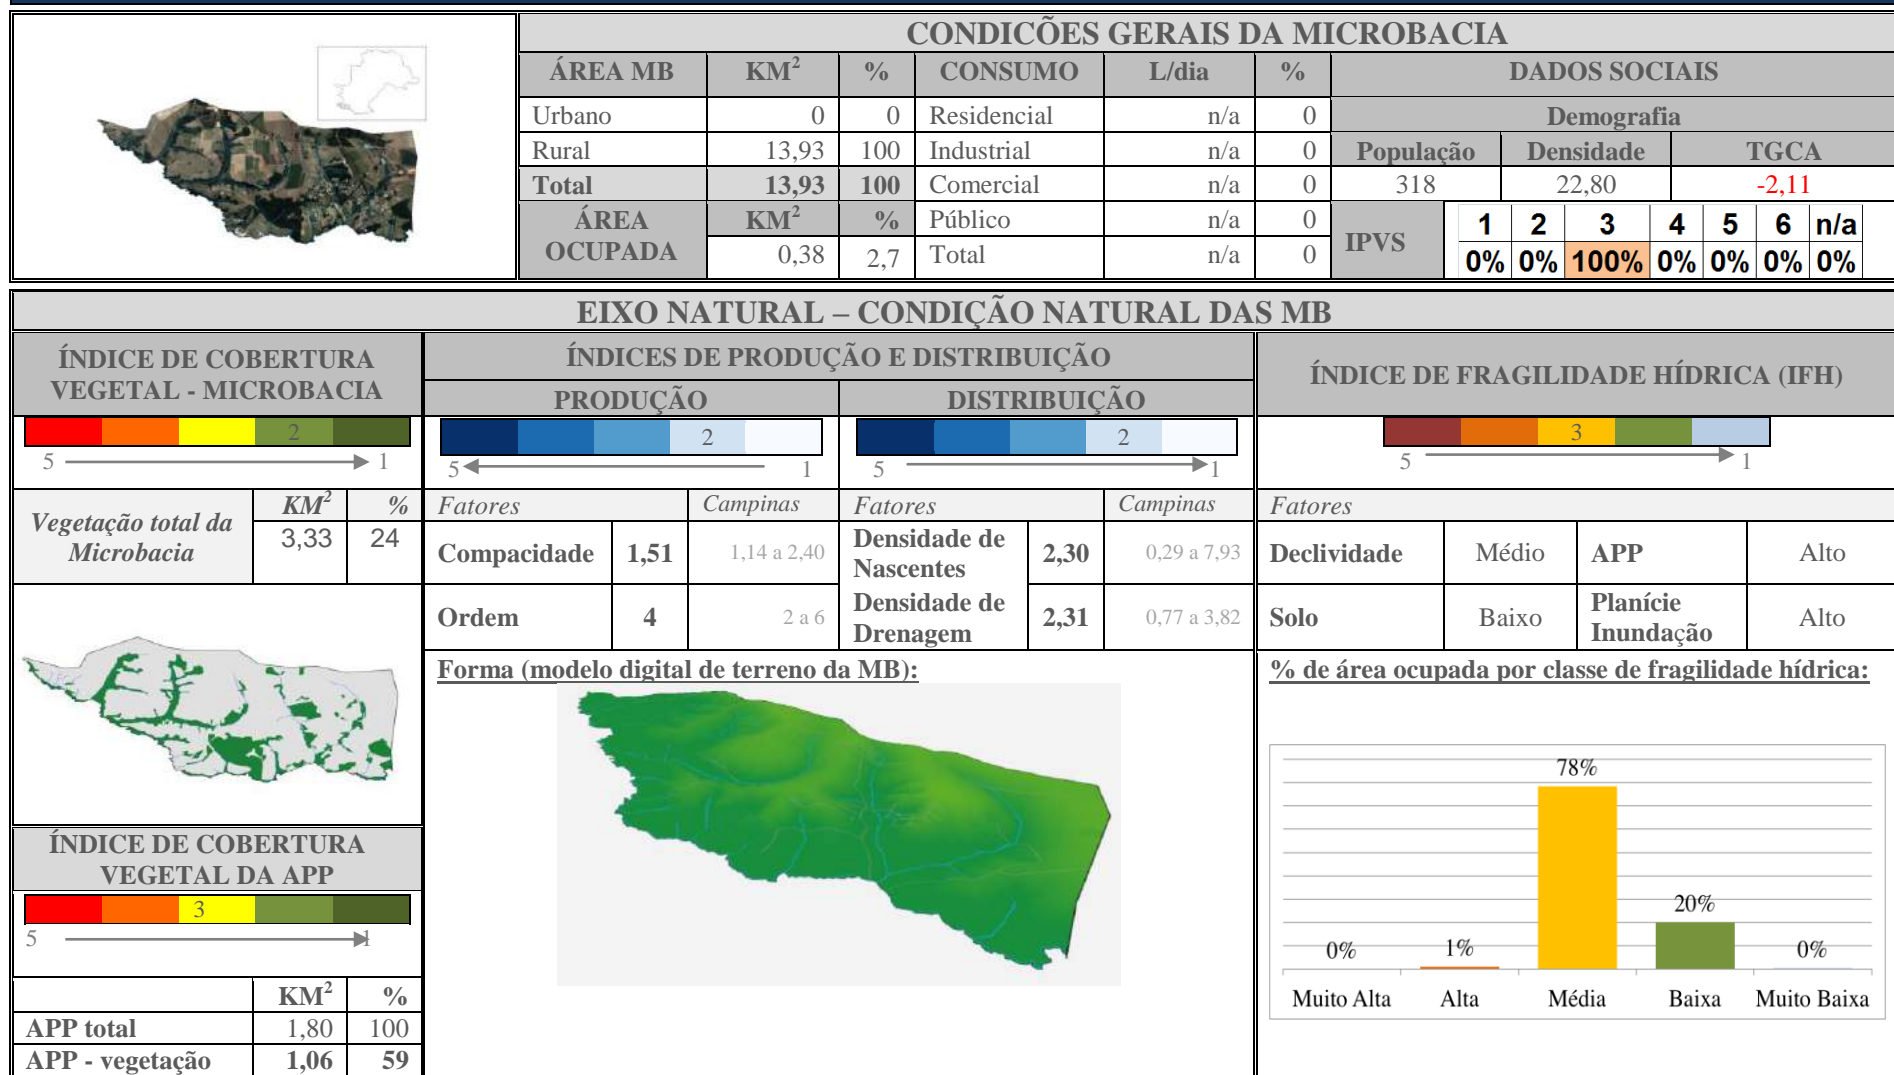 CONDICÕES GERAIS DA MICROBACIA
ÁREA MB KM² % CONSUMO L/dia % DADOS SOCIAIS
Urbano 0 0 Residencial n/a 0 Demografia
Rural 13,93 100 Industrial n/a 0 População Densidade TGCA
Total 13,93 100 Comercial n/a 0 318 22,80 -2,11
ÁREA OCUPADA KM² % Público n/a 0 IPVS 1 2 3 4 5 6 n/a
0,38 2,7 Total n/a 0 0% 0% 100% 0% 0% 0% 0%
EIXO NATURAL – CONDIÇÃO NATURAL DAS MB
ÍNDICE DE COBERTURA
VEGETAL - MICROBACIA
2
5 1
Vegetação total da
Microbacia
KM² %
3,33 24
ÍNDICE DE COBERTURA
VEGETAL DA APP
3
5 1
KM² %
APP total 1,80 100
APP - vegetação 1,06 59
ÍNDICES DE PRODUÇÃO E DISTRIBUIÇÃO
PRODUÇÃO DISTRIBUIÇÃO
2 2
5 1 5 1
Fatores Campinas Fatores Campinas
Compacidade 1,51 1,14 a 2,40 Densidade de
Nascentes 2,30 0,29 a 7,93
Ordem 4 2 a 6 Densidade de
Drenagem 2,31 0,77 a 3,82
Forma (modelo digital de terreno da MB):
ÍNDICE DE FRAGILIDADE HÍDRICA (IFH)
3
5 1
Fatores
Declividade Médio APP Alto
Solo Baixo Planície
Inundação Alto
% de área ocupada por classe de fragilidade hídrica:
0% 1% 78% 20% 0%
Muito Alta Alta Média Baixa Muito Baixa